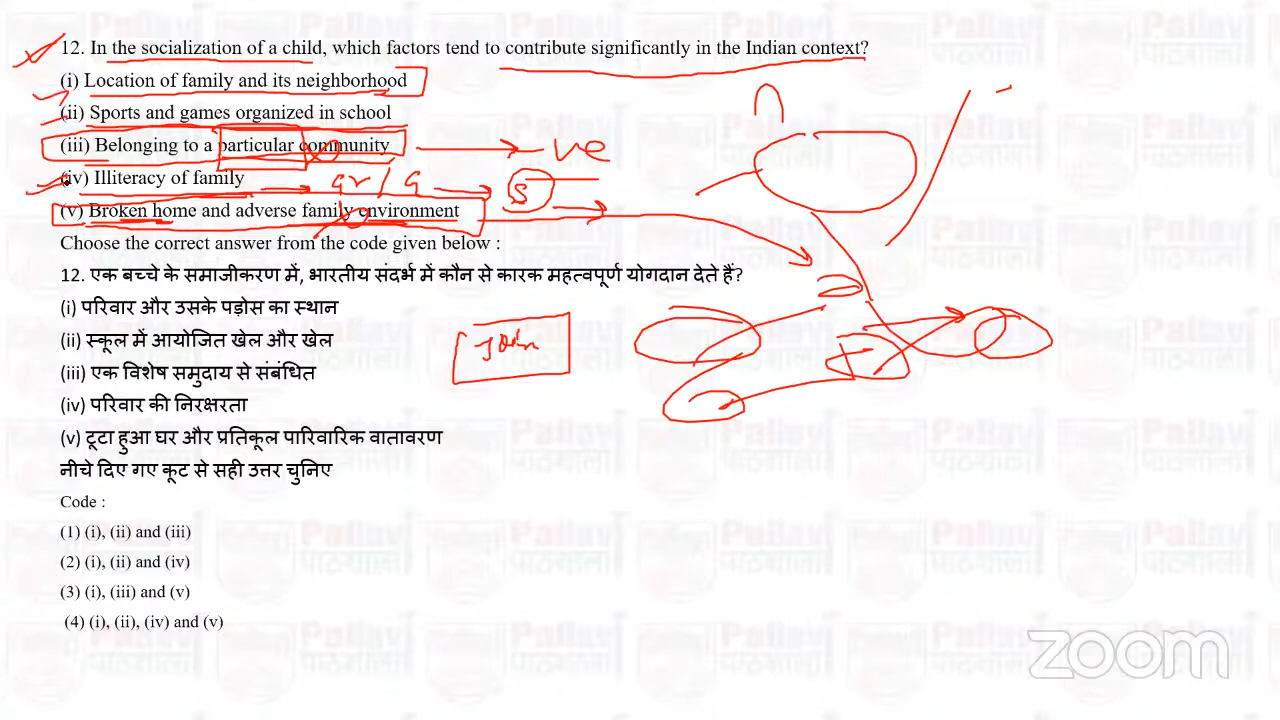 12. In the socialization of a child, which factors tend to contribute significantly in the Indian context?
(i) Location of family and its neighborhood
(ii) Sports and games organized in school
(iii) Belonging to a particular community
-ve
(iv) Illiteracy of family
S
(v) Broken home and adverse family environment
Choose the correct answer from the code given below :
12. एक बच्चे के समाजीकरण में, भारतीय संदर्भ में कौन से कारक महत्वपूर्ण योगदान देते हैं?
(i) परिवार और उसके पड़ोस का स्थान
(ii) स्कूल में आयोजित खेल और खेल
(iii) एक विशेष समुदाय से संबंधित
(iv) परिवार की निरक्षरता
(v) टूटा हुआ घर और प्रतिकूल पारिवारिक वातावरण
नीचे दिए गए कूट से सही उत्तर चुनिए
Code :
(1) (i), (ii) and (iii)
(2) (i), (ii) and (iv)
(3) (i), (iii) and (v)
(4) (i), (ii), (iv) and (v)
zoom
Pallavi
पाठशाला